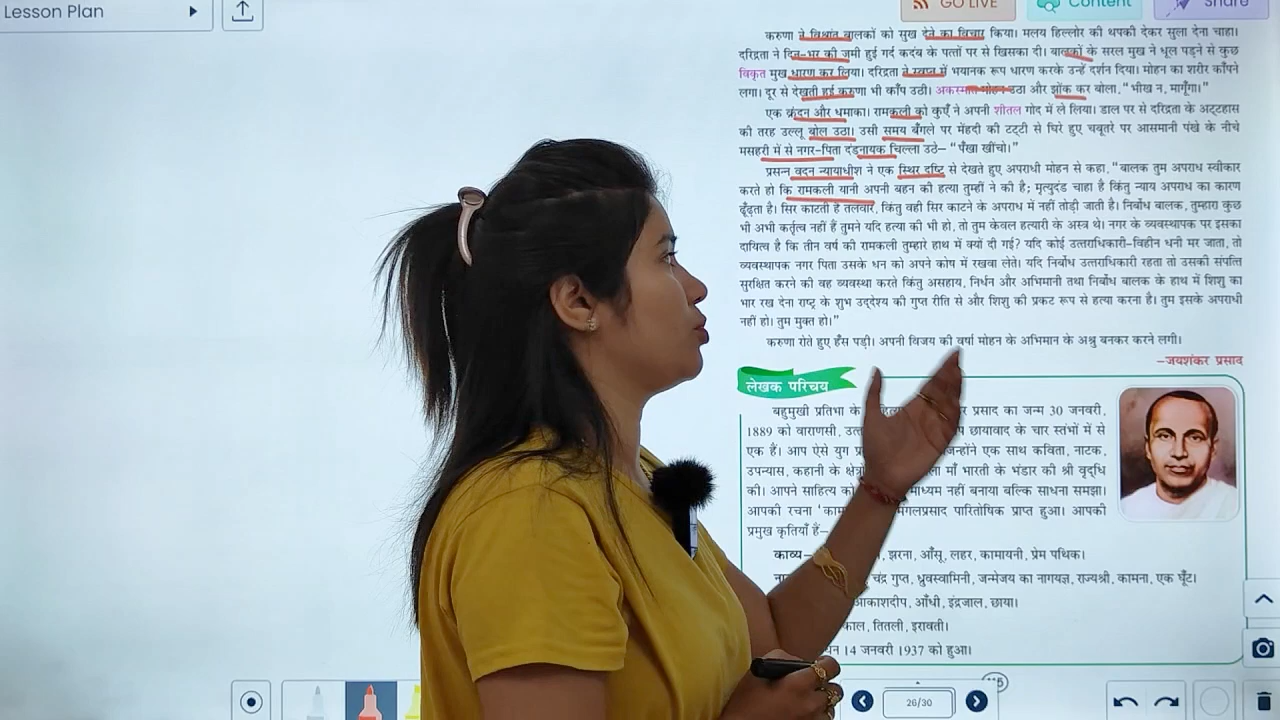 Lesson Plan
GO LIVE
Content
Share
करुणा ने विश्रांत बालकों को सुख देने का विचार किया। मलय हिल्लोर की थपकी देकर सुला देना चाहा।
दरिद्रता ने दिन-भर की जमी हुई गर्द कदंब के पत्तों पर से खिसका दी। बालकों के सरल मुख ने धूल पड़ने से कुछ
विकृत मुख धारण कर लिया। दरिद्रता ने स्वप्न में भयानक रूप धारण करके उन्हें दर्शन दिया। मोहन का शरीर काँपने
लगा। दूर से देखती हुई करुणा भी काँप उठी। अकस्मात मोहन उठा और झोंक कर बोला, "भीख न, मागूँगा।"
एक क्रंदन और धमाका। रामकली को कुएँ ने अपनी शीतल गोद में ले लिया। डाल पर से दरिद्रता के अट्टहास
की तरह उल्लू बोल उठा। उसी समय बँगले पर मेंहदी की टट्टी से घिरे हुए चबूतरे पर आसमानी पंखे के नीचे
मसहरी में से नगर-पिता दंडनायक चिल्ला उठे– "पँखा खींचो।"
प्रसन्न वदन न्यायाधीश ने एक स्थिर दृष्टि से देखते हुए अपराधी मोहन से कहा, "बालक तुम अपराध स्वीकार
करते हो कि रामकली यानी अपनी बहन की हत्या तुम्हीं ने की है; मृत्युदंड चाहा है किंतु न्याय अपराध का कारण
ढूँढ़ता है। सिर काटती है तलवार, किंतु वही सिर काटने के अपराध में नहीं तोड़ी जाती है। निर्बोध बालक, तुम्हारा कुछ
भी अभी कर्तृत्व नहीं हैं तुमने यदि हत्या की भी हो, तो तुम केवल हत्यारी के अस्त्र थे। नगर के व्यवस्थापक पर इसका
दायित्व है कि तीन वर्ष की रामकली तुम्हारे हाथ में क्यों दी गई? यदि कोई उत्तराधिकारी-विहीन धनी मर जाता, तो
व्यवस्थापक नगर पिता उसके धन को अपने कोष में रखवा लेते। यदि निर्बोध उत्तराधिकारी रहता तो उसकी संपत्ति
सुरक्षित करने की वह व्यवस्था करते किंतु असहाय, निर्धन और अभिमानी तथा निर्बोध बालक के हाथ में शिशु का
भार रख देना राष्ट्र के शुभ उद्देश्य की गुप्त रीति से और शिशु की प्रकट रूप से हत्या करना है। तुम इसके अपराधी
नहीं हो। तुम मुक्त हो।"
करुणा रोते हुए हँस पड़ी। अपनी विजय की वर्षा मोहन के अभिमान के अश्रु बनकर करने लगी।
–जयशंकर प्रसाद
लेखक परिचय
बहुमुखी प्रतिभा के प्रसाद का जन्म 30 जनवरी,
1889 को वाराणसी, छायावाद के चार स्तंभों में से
एक हैं। आप ऐसे युग एक साथ कविता, नाटक,
उपन्यास, कहानी के माँ भारती के भंडार की श्री वृद्धि
की। आपने साहित्य को माध्यम नहीं बनाया बल्कि साधना समझा।
आपकी रचना पारितोषिक प्राप्त हुआ। आपकी
प्रमुख कृतियाँ हैं–
काव्य– झरना, आँसू, लहर, कामायनी, प्रेम पथिक।
चंद्र गुप्त, ध्रुवस्वामिनी, जन्मेजय का नागयज्ञ, राज्यश्री, कामना, एक घूँट।
आकाशदीप, आँधी, इंद्रजाल, छाया।
तितली, इरावती।
14 जनवरी 1937 को हुआ।
26/30